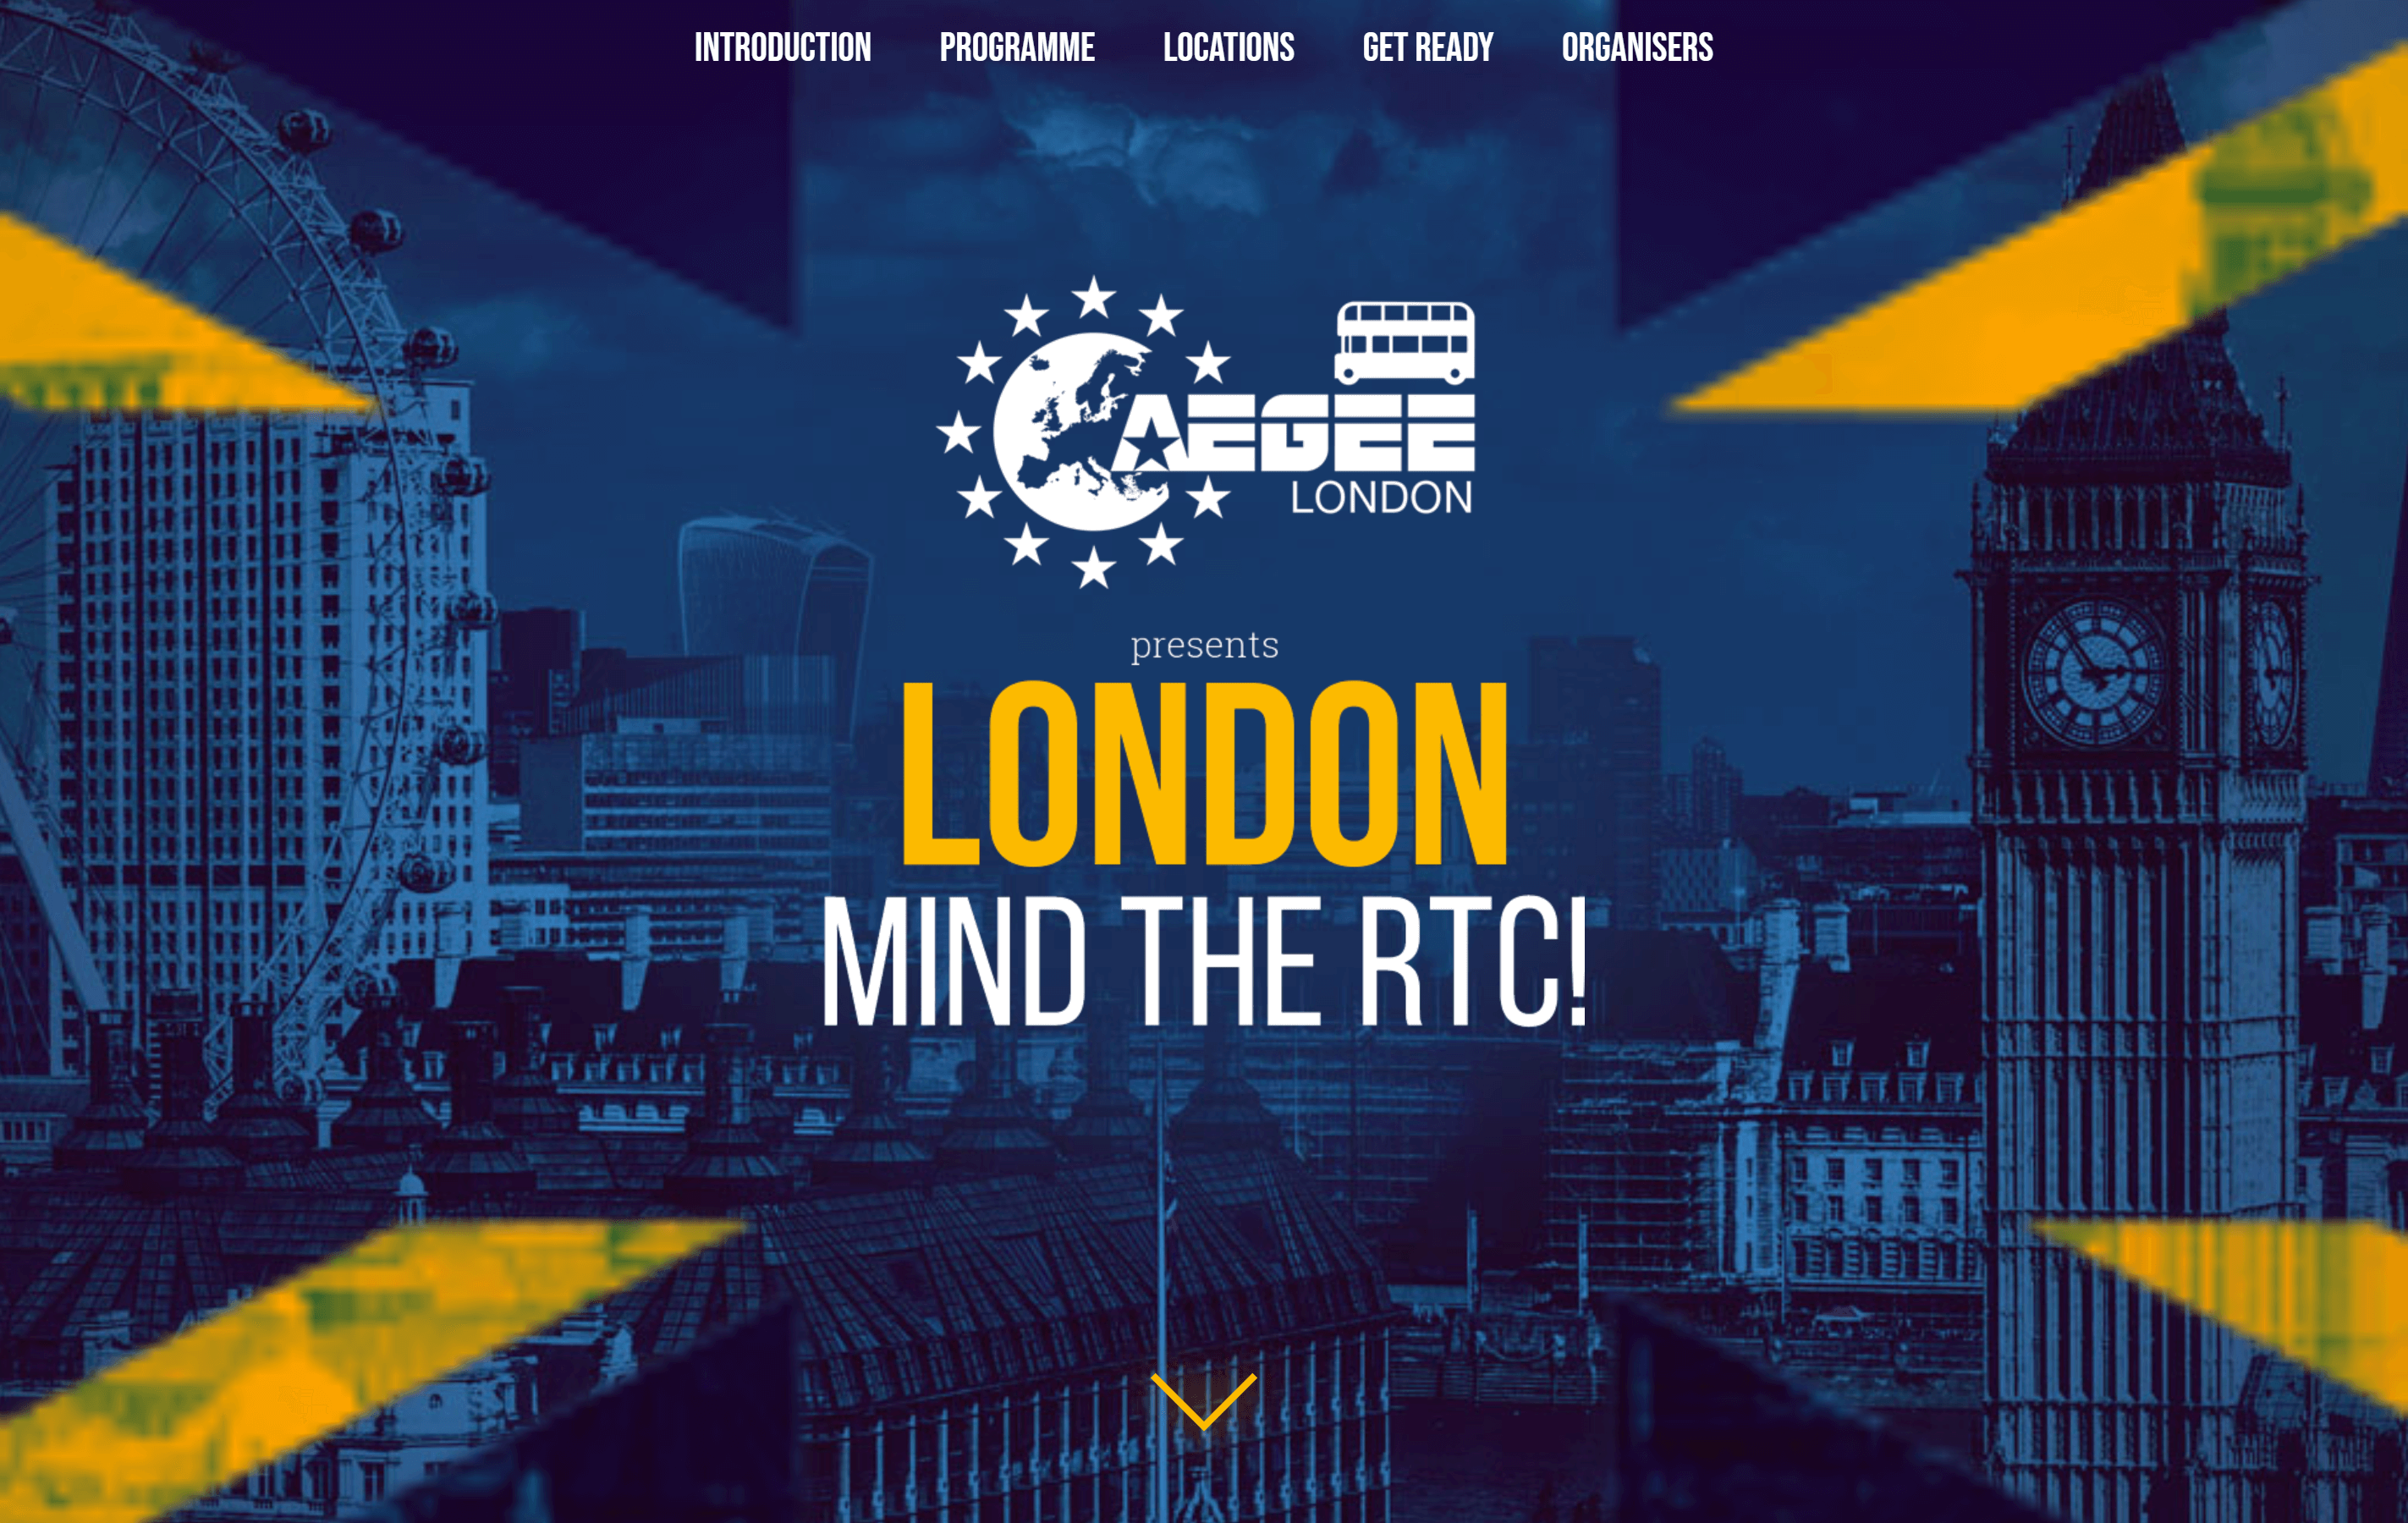 INTRODUCTION PROGRAMME LOCATIONS GET READY ORGANISERS
AEGEE
LONDON
presents
LONDON
MIND THE RTC!